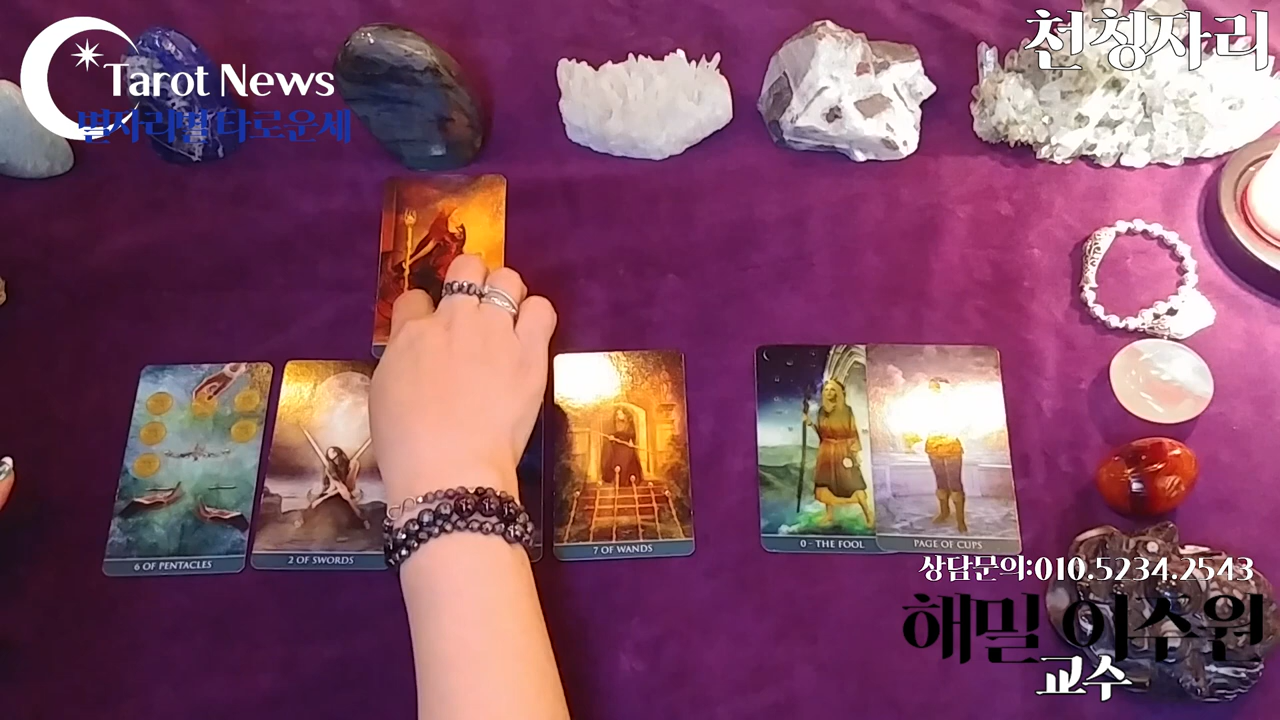 Tarot News
별자리별타로운세
천칭자리
6 OF PENTACLES
2 OF SWORDS
7 OF WANDS
0 - THE FOOL
PAGE OF CUPS
상담문의:010.5234.2543
해밀 이주원
교수